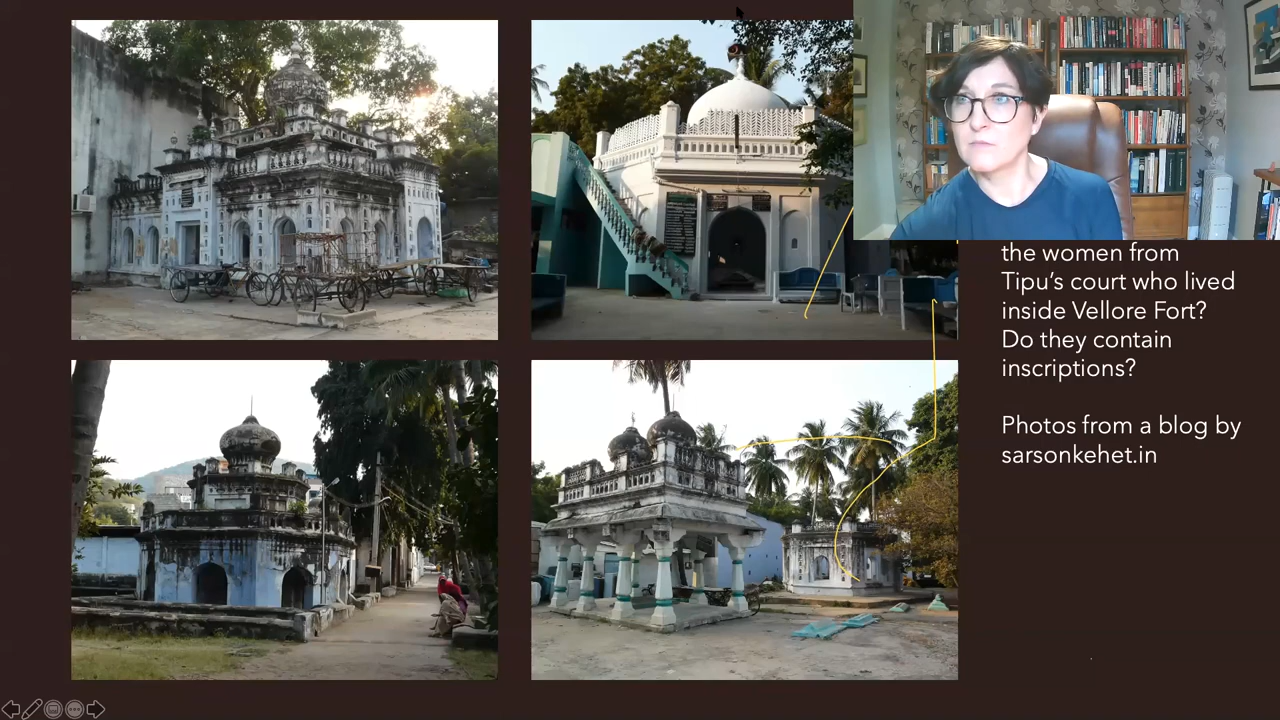 the women from
Tipu’s court who lived
inside Vellore Fort?
Do they contain
inscriptions?
Photos from a blog by
sarsonkehet.in